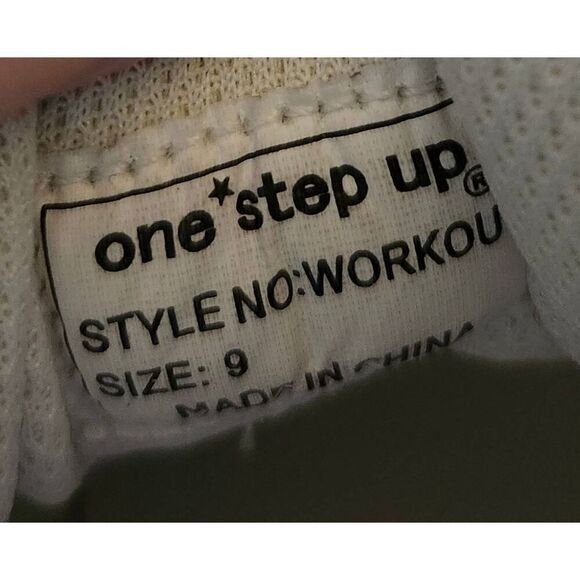 one*step up®
STYLE NO:WORKOU
SIZE: 9
MADE IN CHINA